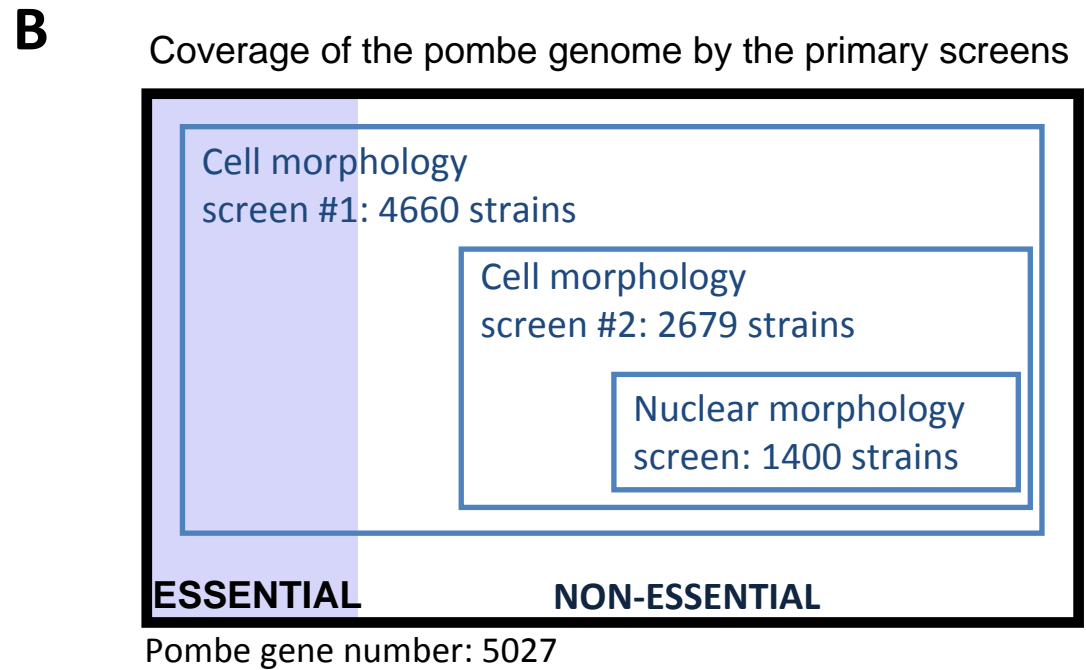 B
Coverage of the pombe genome by the primary screens
Cell morphology
screen #1: 4660 strains
Cell morphology
screen #2: 2679 strains
Nuclear morphology
screen: 1400 strains
ESSENTIAL
NON-ESSENTIAL
Pombe gene number: 5027